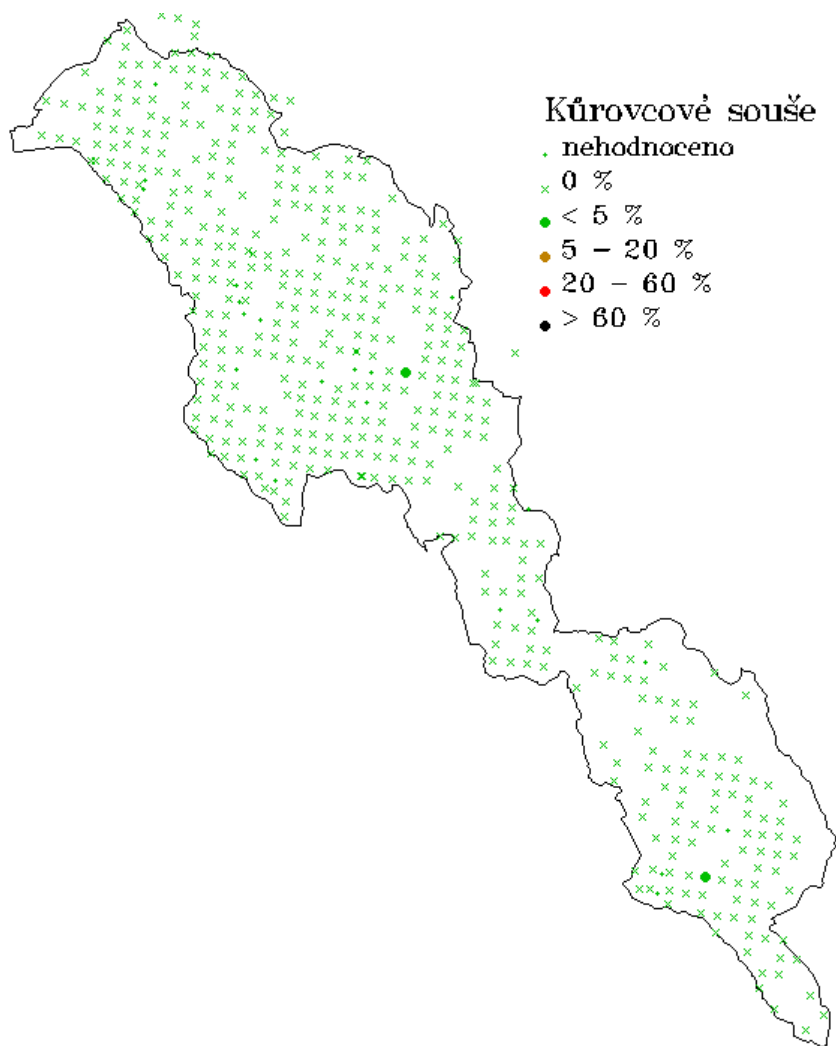 Kůrovcové souše
nehodnoceno
0 %
< 5 %
5 – 20 %
20 – 60 %
> 60 %